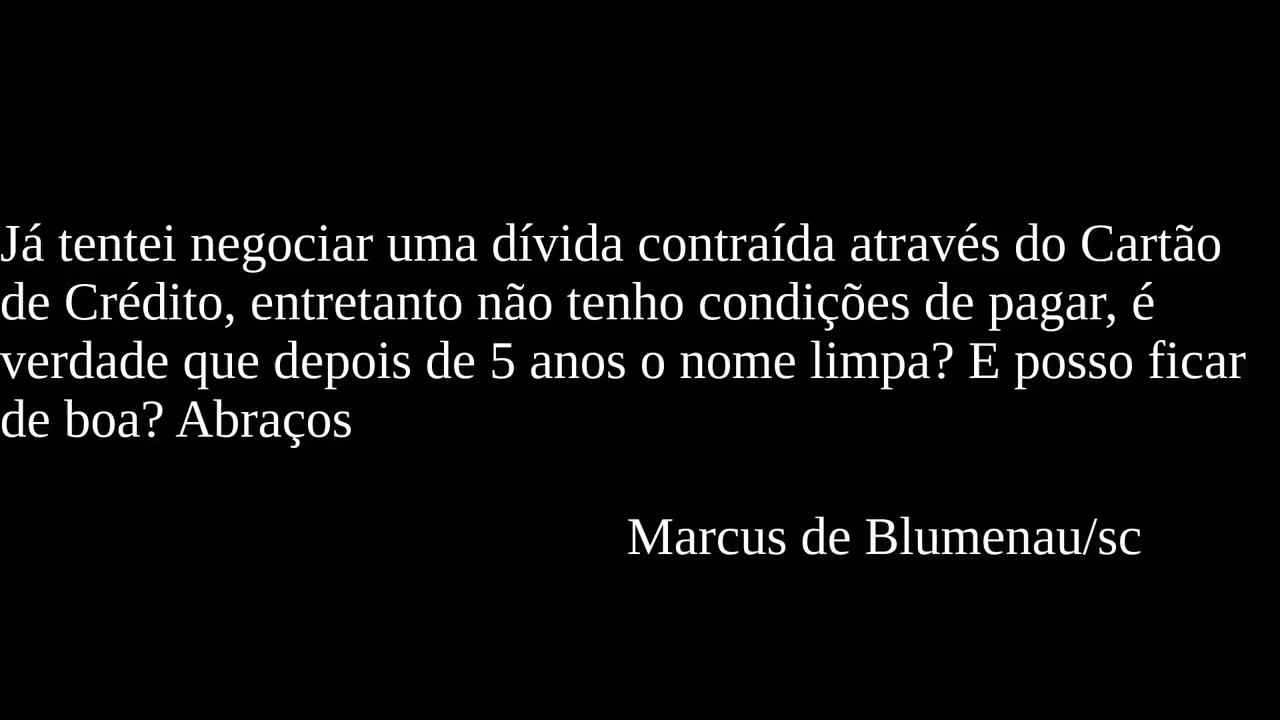 Já tentei negociar uma dívida contraída através do Cartão
de Crédito, entretanto não tenho condições de pagar, é
verdade que depois de 5 anos o nome limpa? E posso ficar
de boa? Abraços
Marcus de Blumenau/sc